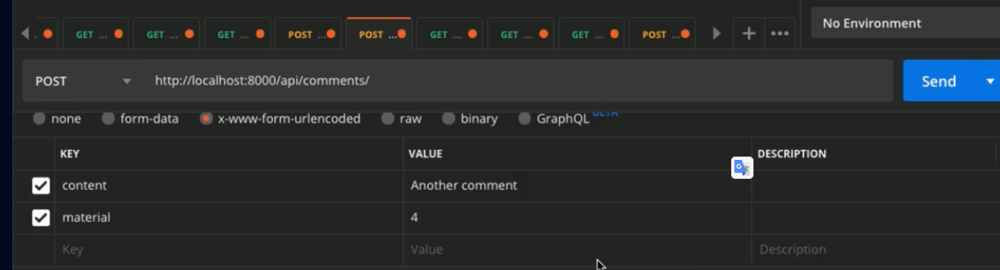 . GET ... GET ... GET ... POST ... POST ... GET ... GET ... GET ... POST ... + ••• No Environment
POST http://localhost:8000/api/comments/ Send
none form-data x-www-form-urlencoded raw binary GraphQL BETA
KEY VALUE DESCRIPTION
content Another comment
material 4
Key Value Description